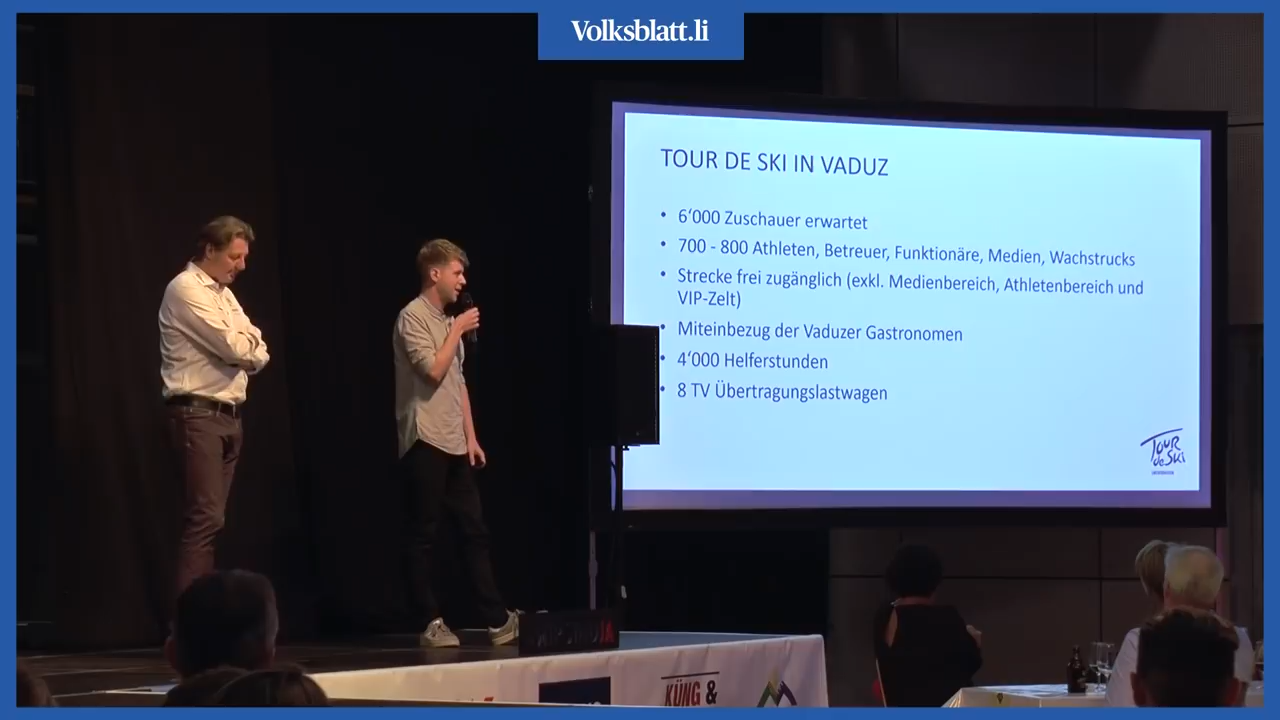 Volksblatt.li
TOUR DE SKI IN VADUZ
• 6‘000 Zuschauer erwartet
• 700 - 800 Athleten, Betreuer, Funktionäre, Medien, Wachstrucks
• Strecke frei zugänglich (exkl. Medienbereich, Athletenbereich und
VIP-Zelt)
• Miteinbezug der Vaduzer Gastronomen
• 4‘000 Helferstunden
• 8 TV Übertragungslastwagen
TOUR
de SKI
KÜNG &